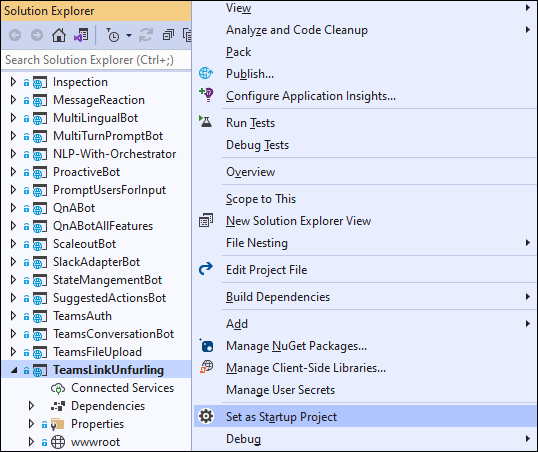 Solution Explorer
Search Solution Explorer (Ctrl+;)
Inspection
MessageReaction
MultiLingualBot
MultiTurnPromptBot
NLP-With-Orchestrator
ProactiveBot
PromptUsersForInput
QnABot
QnABotAllFeatures
ScaleoutBot
SlackAdapterBot
StateMangementBot
SuggestedActionsBot
TeamsAuth
TeamsConversationBot
TeamsFileUpload
TeamsLinkUnfurling
Connected Services
Dependencies
Properties
wwwroot
View
Analyze and Code Cleanup
Pack
Publish...
Configure Application Insights...
Run Tests
Debug Tests
Overview
Scope to This
New Solution Explorer View
File Nesting
Edit Project File
Build Dependencies
Add
Manage NuGet Packages...
Manage Client-Side Libraries...
Manage User Secrets
Set as Startup Project
Debug